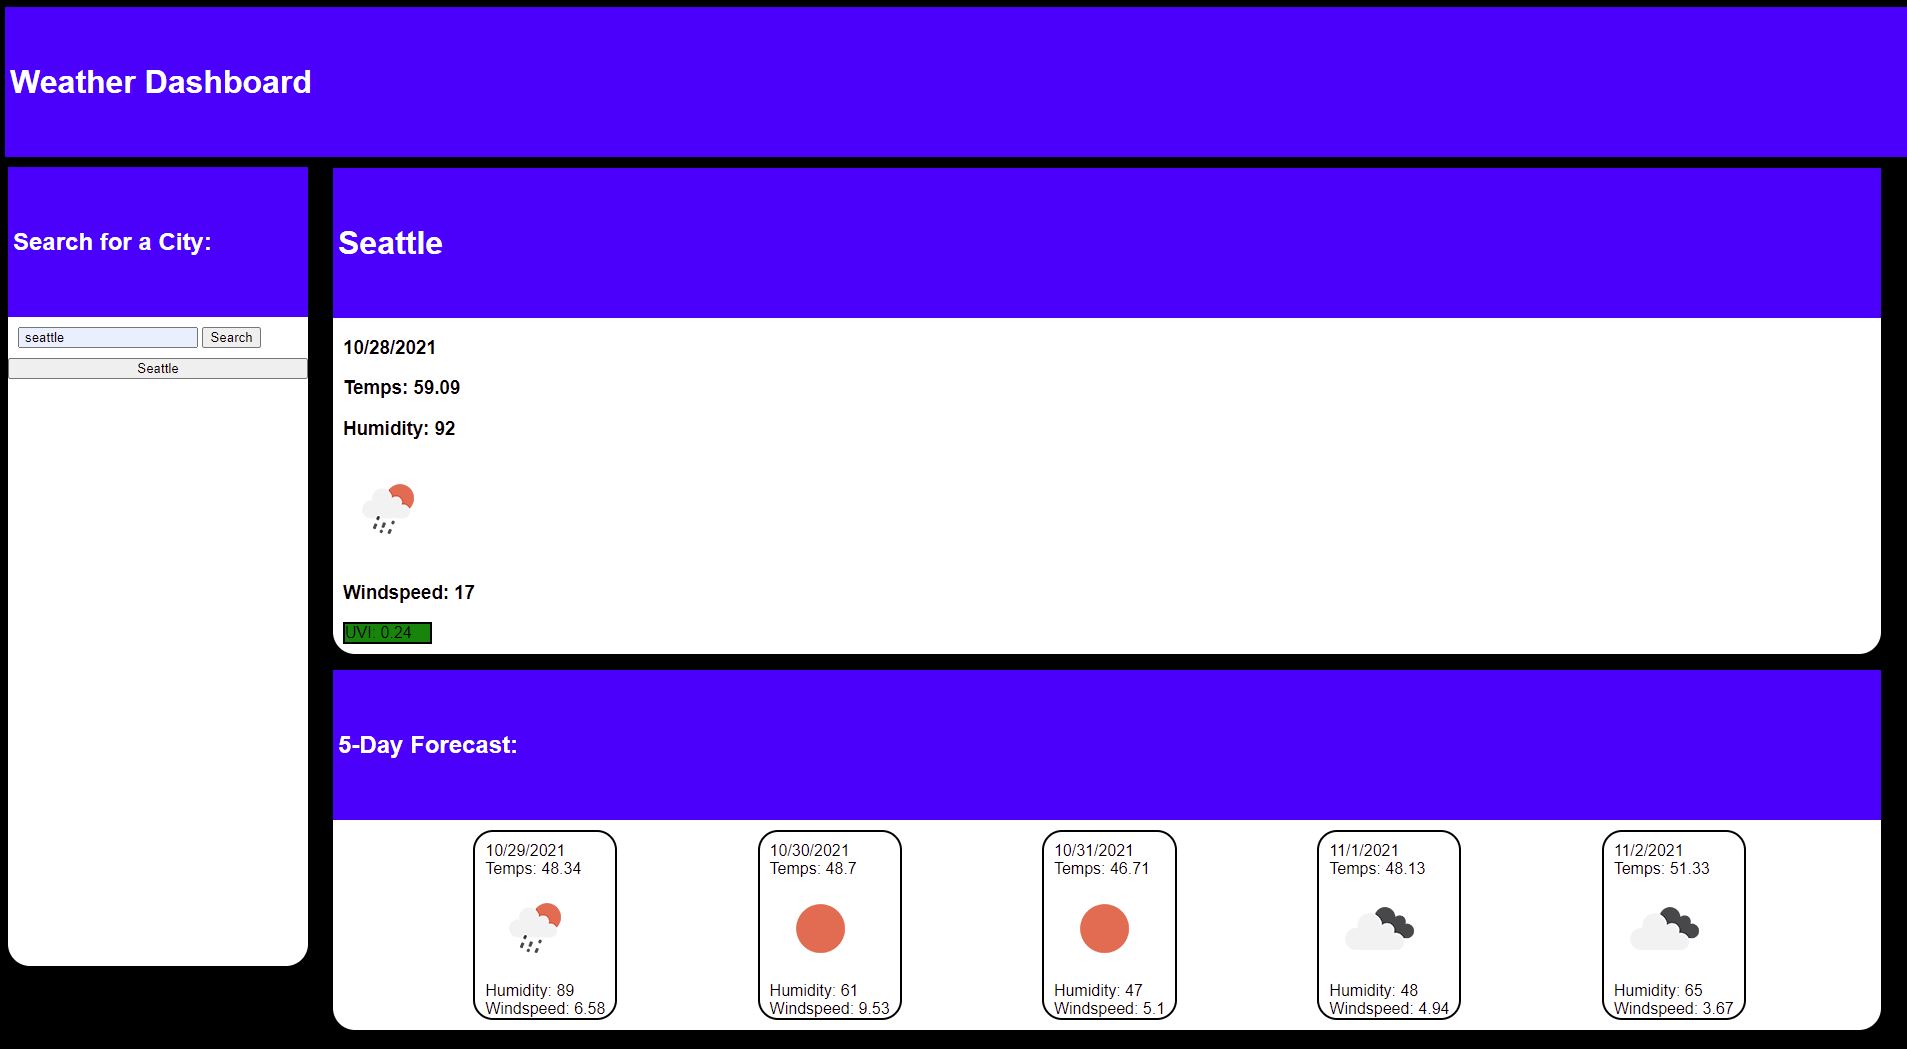 Weather Dashboard
Search for a City:
seattle
Search
Seattle
Seattle
10/28/2021
Temps: 59.09
Humidity: 92
Windspeed: 17
UVI: 0.24
5-Day Forecast:
10/29/2021
Temps: 48.34
Humidity: 89
Windspeed: 6.58
10/30/2021
Temps: 48.7
Humidity: 61
Windspeed: 9.53
10/31/2021
Temps: 46.71
Humidity: 47
Windspeed: 5.1
11/1/2021
Temps: 48.13
Humidity: 48
Windspeed: 4.94
11/2/2021
Temps: 51.33
Humidity: 65
Windspeed: 3.67